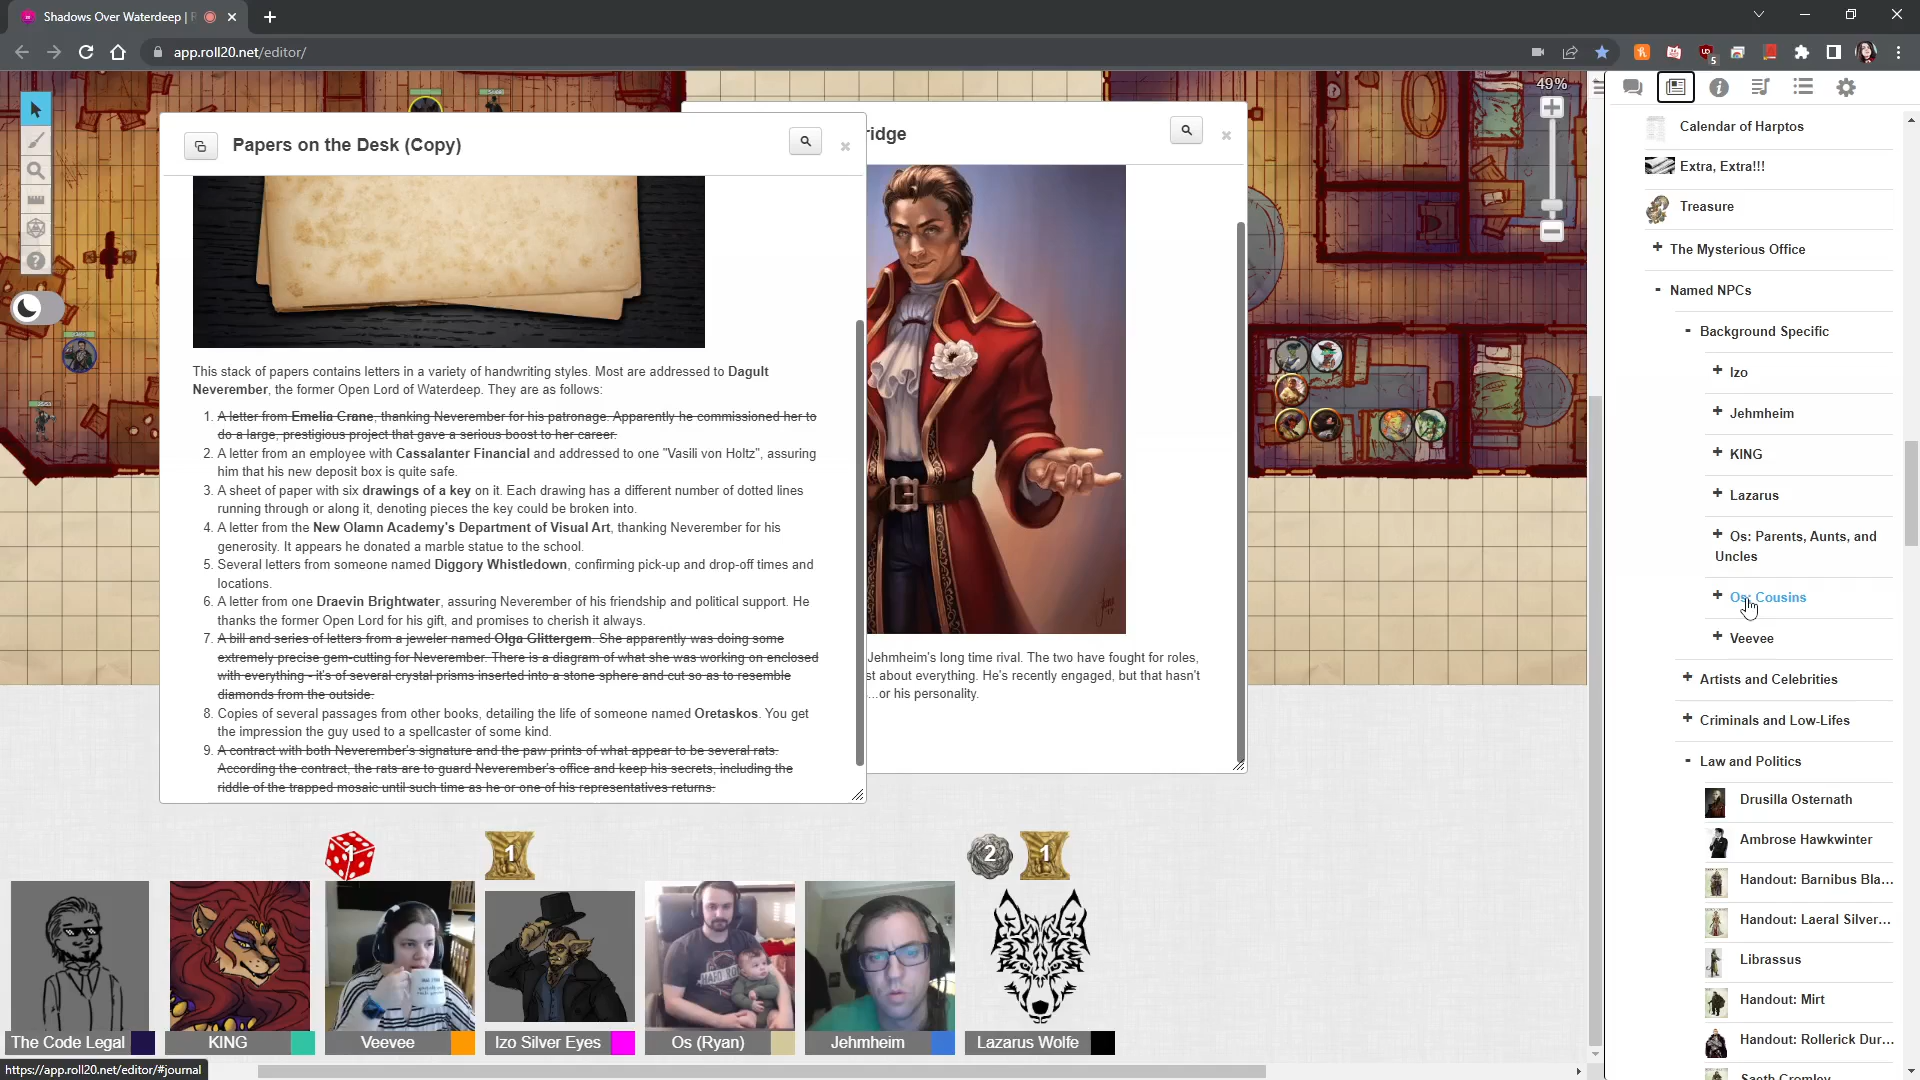 Shadows Over Waterdeep |
app.roll20.net/editor/
5
49%
Papers on the Desk (Copy)
ridge
This stack of papers contains letters in a variety of handwriting styles. Most are addressed to Dagult
Neverember, the former Open Lord of Waterdeep. They are as follows:
1. A letter from Emelia Crane, thanking Neverember for his patronage. Apparently he commissioned her to
do a large, prestigious project that gave a serious boost to her career.
2. A letter from an employee with Cassalanter Financial and addressed to one "Vasili von Holtz", assuring
him that his new deposit box is quite safe.
3. A sheet of paper with six drawings of a key on it. Each drawing has a different number of dotted lines
running through or along it, denoting pieces the key could be broken into.
4. A letter from the New Olamn Academy's Department of Visual Art, thanking Neverember for his
generosity. It appears he donated a marble statue to the school.
5. Several letters from someone named Diggory Whistledown, confirming pick-up and drop-off times and
locations.
6. A letter from one Draevin Brightwater, assuring Neverember of his friendship and political support. He
thanks the former Open Lord for his gift, and promises to cherish it always.
7. A bill and series of letters from a jeweler named Olga Glittergem. She apparently was doing some
extremely precise gem-cutting for Neverember. There is a diagram of what she was working on enclosed
with everything - it's of several crystal prisms inserted into a stone sphere and cut so as to resemble
diamonds from the outside.
8. Copies of several passages from other books, detailing the life of someone named Oretaskos. You get
the impression the guy used to a spellcaster of some kind.
9. A contract with both Neverember's signature and the paw prints of what appear to be several rats.
According the contract, the rats are to guard Neverember's office and keep his secrets, including the
riddle of the trapped mosaic until such time as he or one of his representatives returns.
Jehmheim's long time rival. The two have fought for roles,
st about everything. He's recently engaged, but that hasn't
...or his personality.
Calendar of Harptos
Extra, Extra!!!
Treasure
+ The Mysterious Office
- Named NPCs
- Background Specific
+ Izo
+ Jehmheim
+ KING
+ Lazarus
+ Os: Parents, Aunts, and
Uncles
+ Os: Cousins
+ Veevee
+ Artists and Celebrities
+ Criminals and Low-Lifes
- Law and Politics
Drusilla Osternath
Ambrose Hawkwinter
Handout: Barnibus Bla...
Handout: Laeral Silver...
Librassus
Handout: Mirt
Handout: Rollerick Dur...
Saeth Cromley
1
1
2
1
The Code Legal
KING
Veevee
Izo Silver Eyes
Os (Ryan)
Jehmheim
Lazarus Wolfe
https://app.roll20.net/editor/#journal